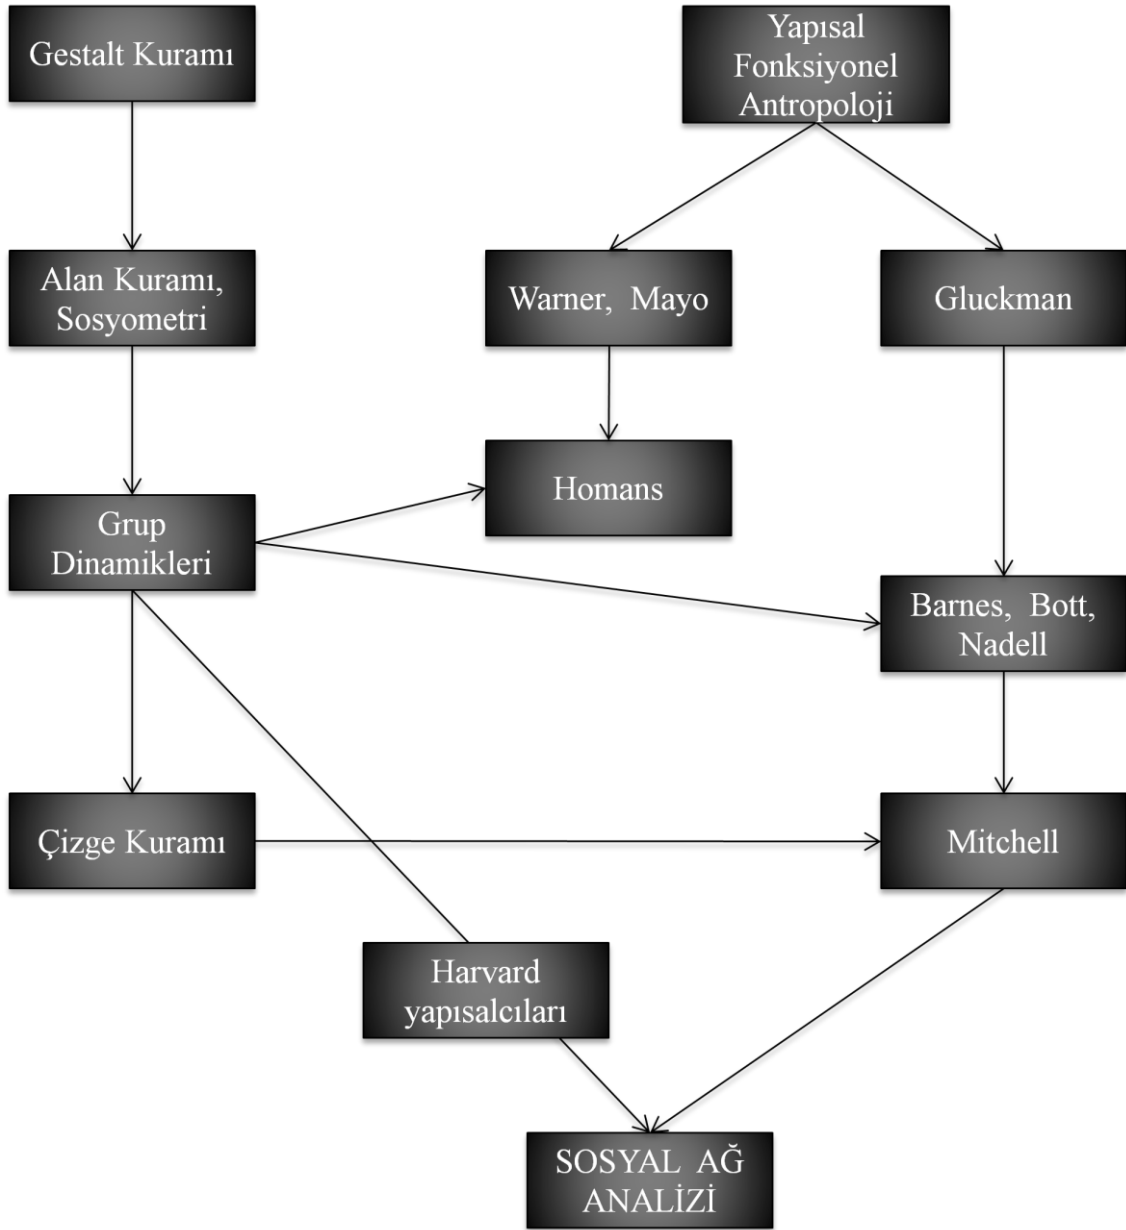 Gestalt Kuramı
Yapısal
Fonksiyonel
Antropoloji
Alan Kuramı,
Sosyometri
Warner, Mayo
Gluckman
Homans
Grup
Dinamikleri
Barnes, Bott,
Nadell
Çizge Kuramı
Mitchell
Harvard
yapısalcıları
SOSYAL AĞ
ANALİZİ